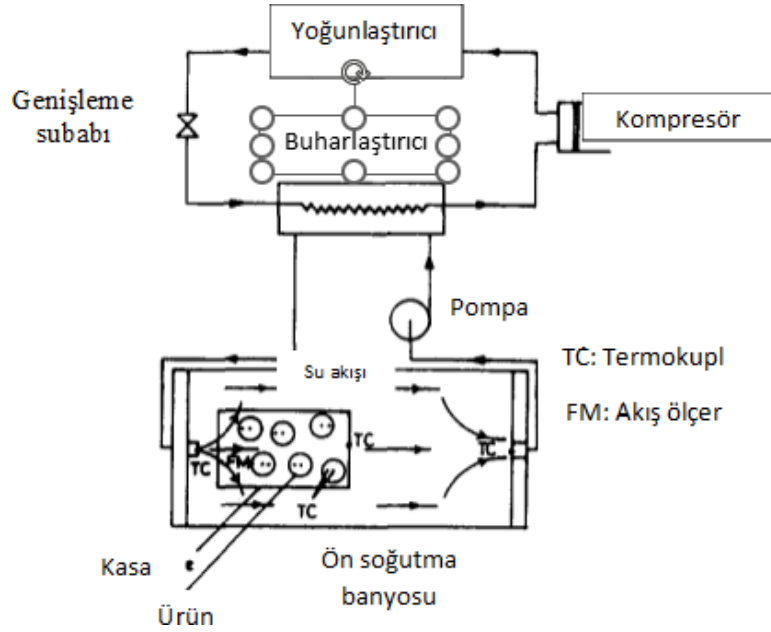 Yoğunlaştırıcı
Genişleme
subabı
Buharlaştırıcı
Kompresör
Pompa
TC: Termokupl
Su akışı
FM: Akış ölçer
TC
TC
TC
FM
TC
Kasa
Ön soğutma
banyosu
Ürün